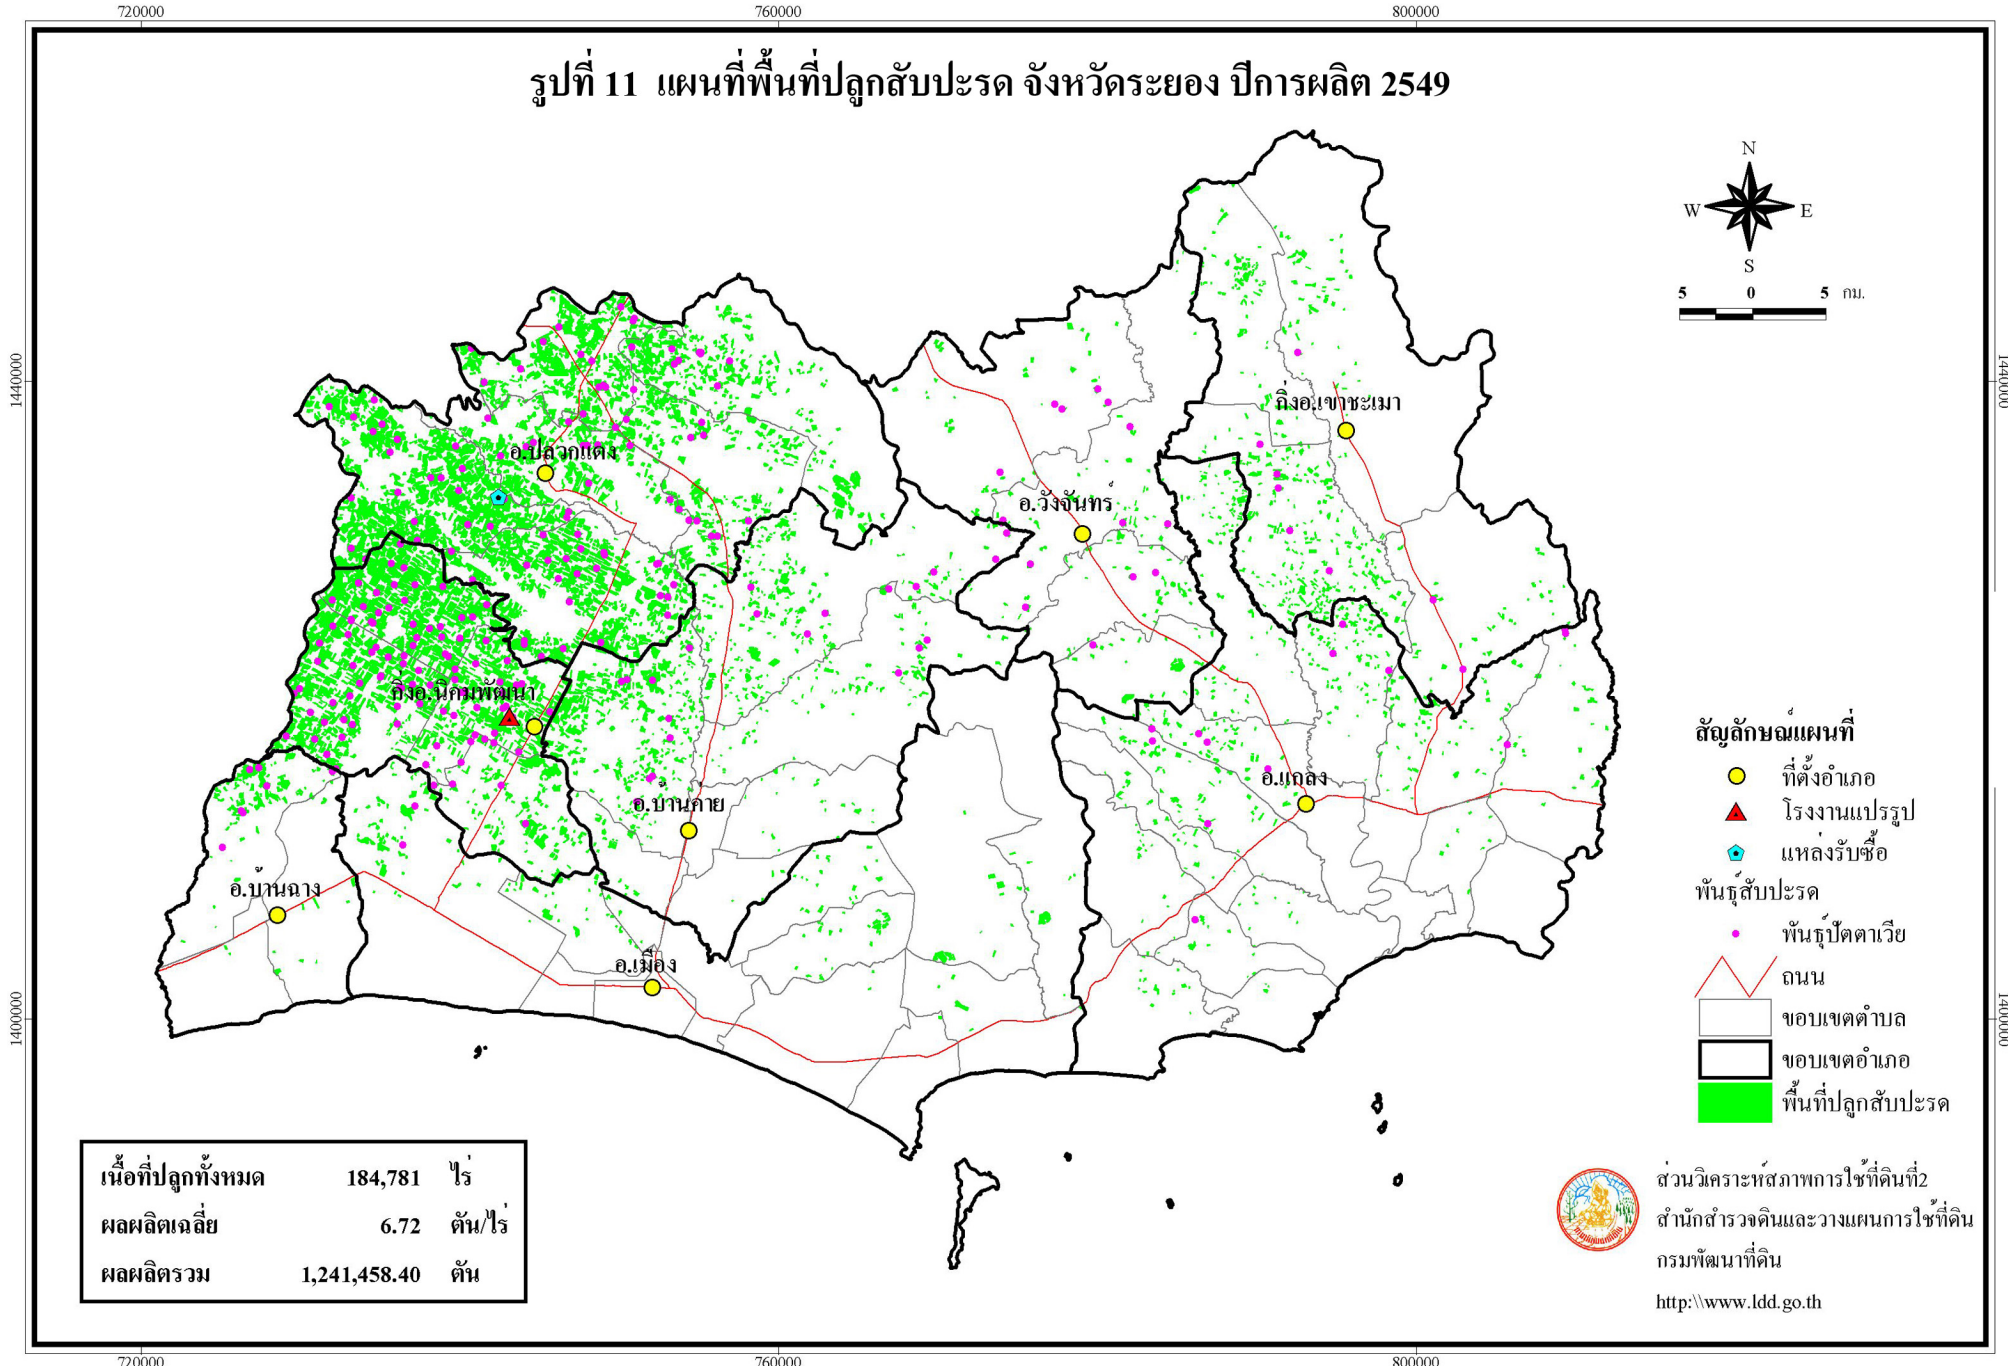 720000 760000 800000
รูปที่ 11 แผนที่พื้นที่ปลูกสับปะรด จังหวัดระยอง ปีการผลิต 2549
N
W E
S
5 0 5 กม.
1440000 1440000
กิ่งอ.เขาชะเมา
อ.ปลวกแดง
อ.วังจันทร์
กิ่งอ.นิคมพัฒนา
อ.แกลง
อ.บ้านค่าย
อ.บ้านฉาง
อ.เมือง
1400000 1400000
สัญลักษณ์แผนที่
ที่ตั้งอำเภอ
โรงงานแปรรูป
แหล่งรับซื้อ
พันธุ์สับปะรด
พันธุ์ปัตตาเวีย
ถนน
ขอบเขตตำบล
ขอบเขตอำเภอ
พื้นที่ปลูกสับปะรด
เนื้อที่ปลูกทั้งหมด 184,781 ไร่
ผลผลิตเฉลี่ย 6.72 ตัน/ไร่
ผลผลิตรวม 1,241,458.40 ตัน
ส่วนวิเคราะห์สภาพการใช้ที่ดินที่2
สำนักสำรวจดินและวางแผนการใช้ที่ดิน
กรมพัฒนาที่ดิน
http:\\www.ldd.go.th
720000 760000 800000